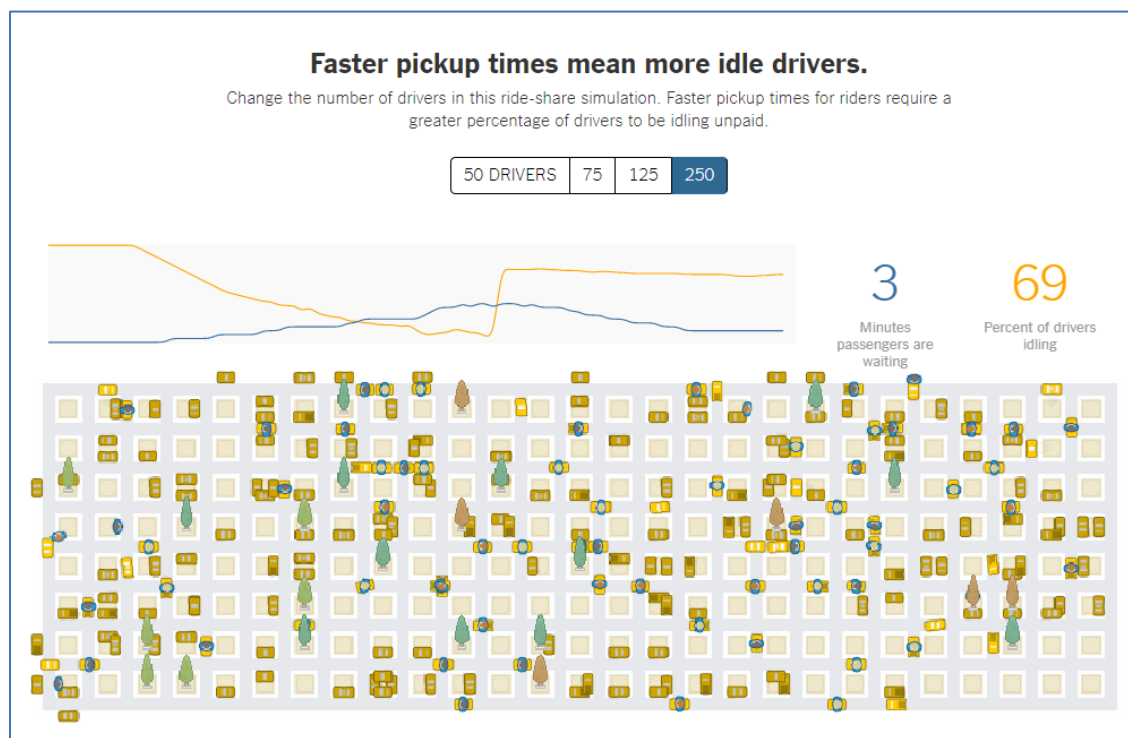 Faster pickup times mean more idle drivers.
Change the number of drivers in this ride-share simulation. Faster pickup times for riders require a
greater percentage of drivers to be idling unpaid.
50 DRIVERS 75 125 250
3 69
Minutes Percent of drivers
passengers are idling
waiting